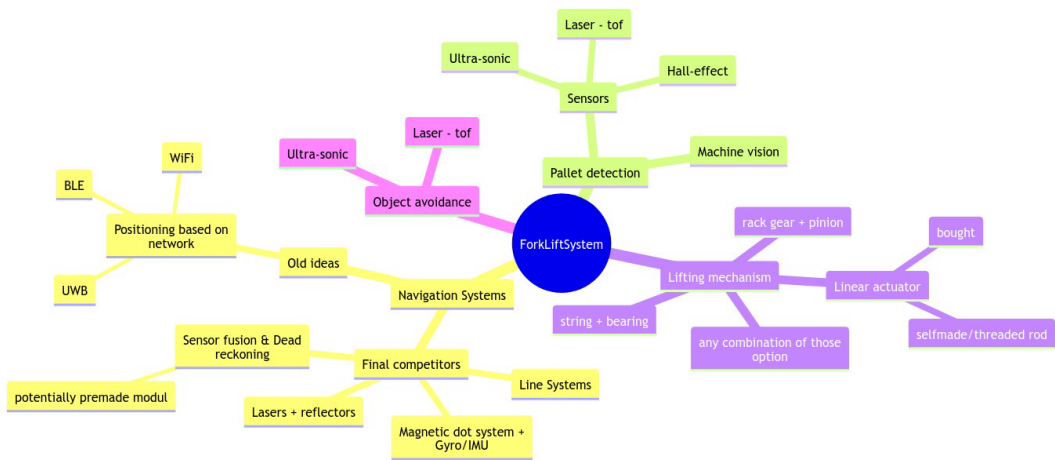 Laser - tof
Ultra-sonic
Hall-effect
Sensors
Laser - tof
Ultra-sonic
Machine vision
WiFi
Pallet detection
BLE
Object avoidance
Positioning based on
network
rack gear + pinion
bought
ForkLiftSystem
Old ideas
Lifting mechanism
UWB
Navigation Systems
Linear actuator
string + bearing
Sensor fusion & Dead
reckoning
any combination of those
option
selfmade/threaded rod
Final competitors
Line Systems
potentially premade modul
Lasers + reflectors
Magnetic dot system +
Gyro/IMU